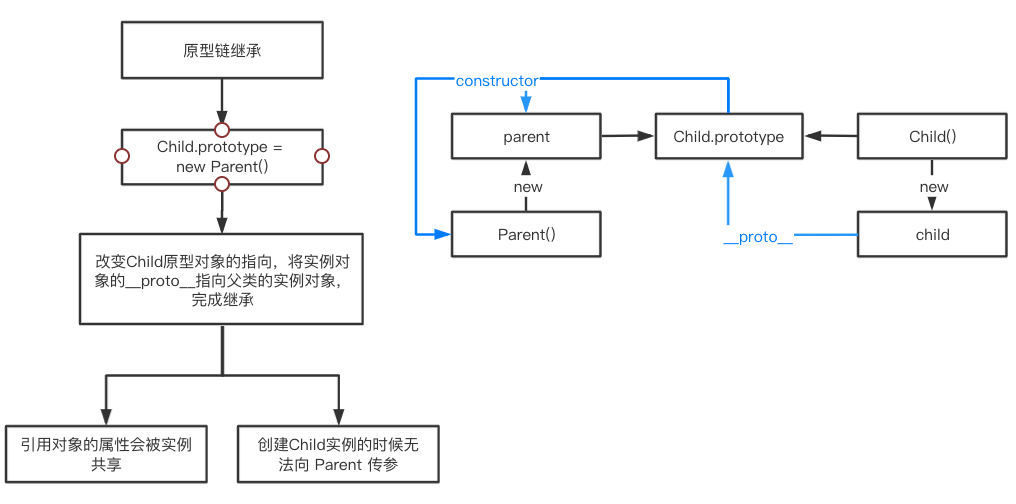 原型链继承
Child.prototype =
new Parent()
改变Child原型对象的指向，将实例对
象的__proto__指向父类的实例对象，
完成继承
引用对象的属性会被实例
共享
创建Child实例的时候无
法向 Parent 传参
constructor
parent
Child.prototype
Child()
new
new
Parent()
__proto__
child